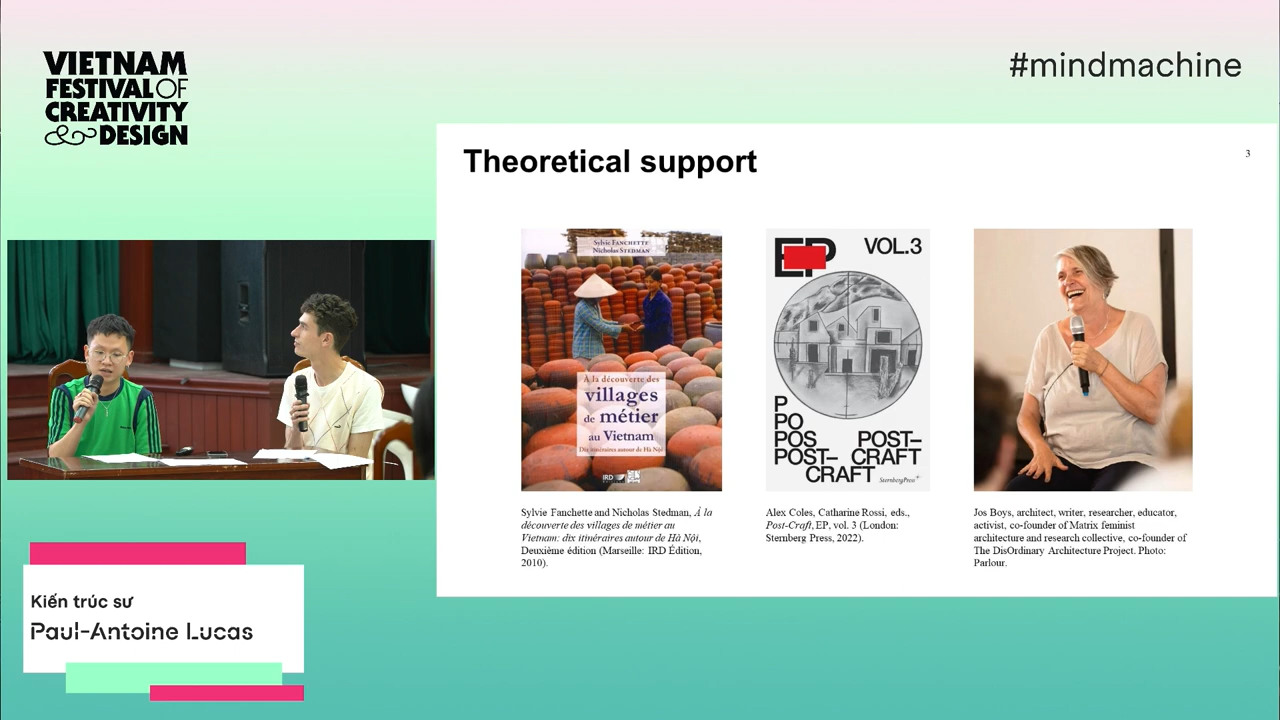 VIETNAM
FESTIVAL OF
CREATIVITY
& DESIGN
#mindmachine
Theoretical support
3
Sylvie FANCHETTE
Nicholas STEDMAN
À la découverte des
villages
de métier
au Vietnam
Dix itinéraires autour de Hà Nội
IRD
EP
VOL.3
P
PO
POS POST–
POST– CRAFT
CRAFT SternbergPress
Sylvie Fanchette and Nicholas Stedman, À la
découverte des villages de métier au
Vietnam: dix itinéraires autour de Hà Nội,
Deuxième édition (Marseille: IRD Édition,
2010).
Alex Coles, Catharine Rossi, eds.,
Post-Craft, EP, vol. 3 (London:
Sternberg Press, 2022).
Jos Boys, architect, writer, researcher, educator,
activist, co-founder of Matrix feminist
architecture and research collective, co-founder of
The DisOrdinary Architecture Project. Photo:
Parlour.
Kiến trúc sư
Paul-Antoine Lucas